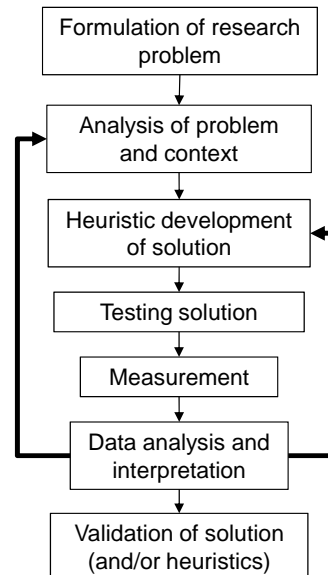 Formulation of research
problem
Analysis of problem
and context
Heuristic development
of solution
Testing solution
Measurement
Data analysis and
interpretation
Validation of solution
(and/or heuristics)